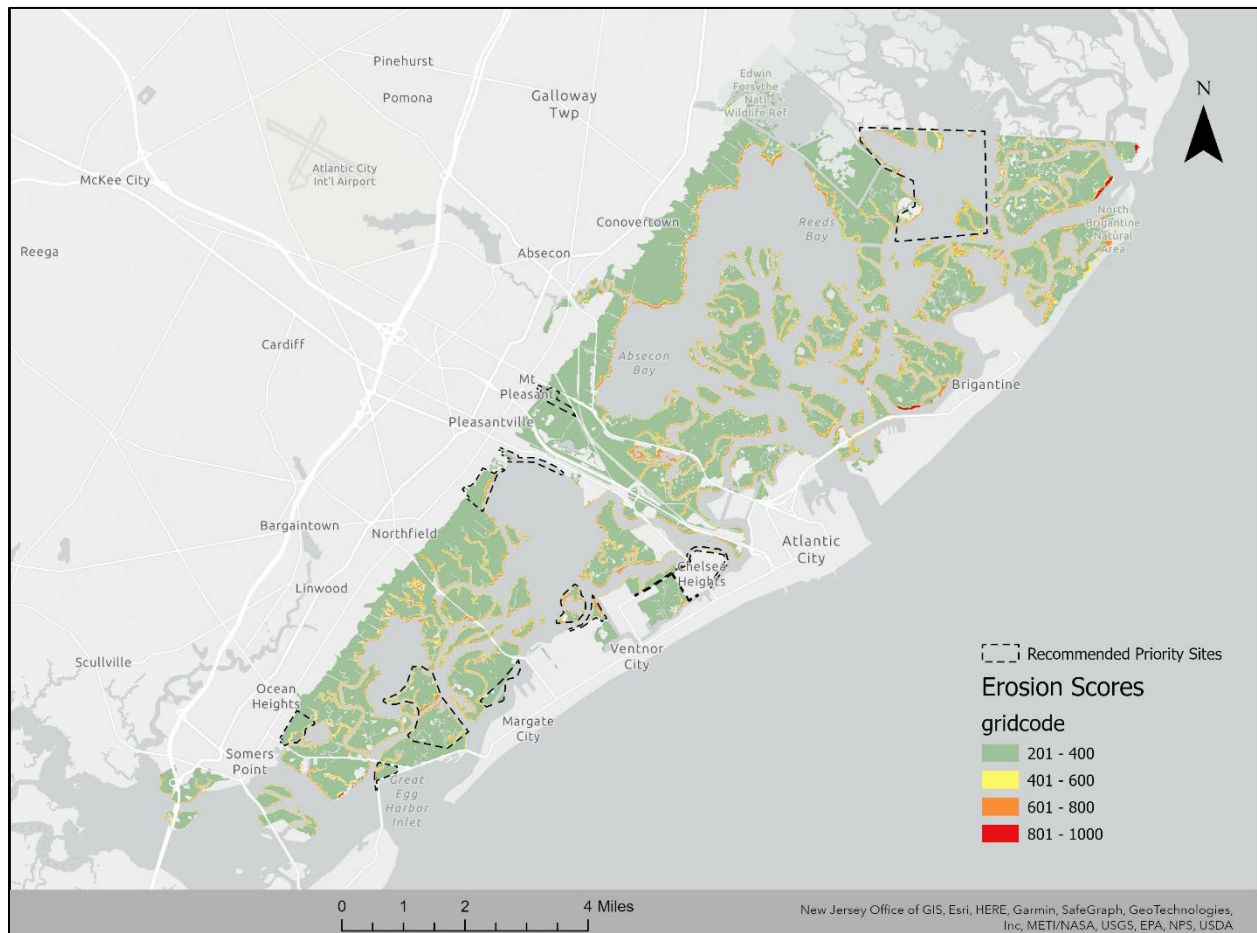 Pinehurst
Pomona
Galloway
Twp
Edwin
Forsythe
Natl
Wildlife Ref
N
Atlantic City
Int'l Airport
McKee City
Conovertown
Reeds
Bay
North
Brigantine
Natural
Area
Reega
Absecon
Cardiff
Absecon
Bay
Mt
Pleasant
Brigantine
Pleasantville
Bargaintown
Northfield
Atlantic
City
Chelsea
Heights
Linwood
Ventnor
City
Scullville
Ocean
Heights
Margate
City
Somers
Point
Great
Egg
Harbor
Inlet
Recommended Priority Sites
Erosion Scores
gridcode
201 - 400
401 - 600
601 - 800
801 - 1000
0 1 2 4 Miles
New Jersey Office of GIS, Esri, HERE, Garmin, SafeGraph, GeoTechnologies,
Inc, METI/NASA, USGS, EPA, NPS, USDA